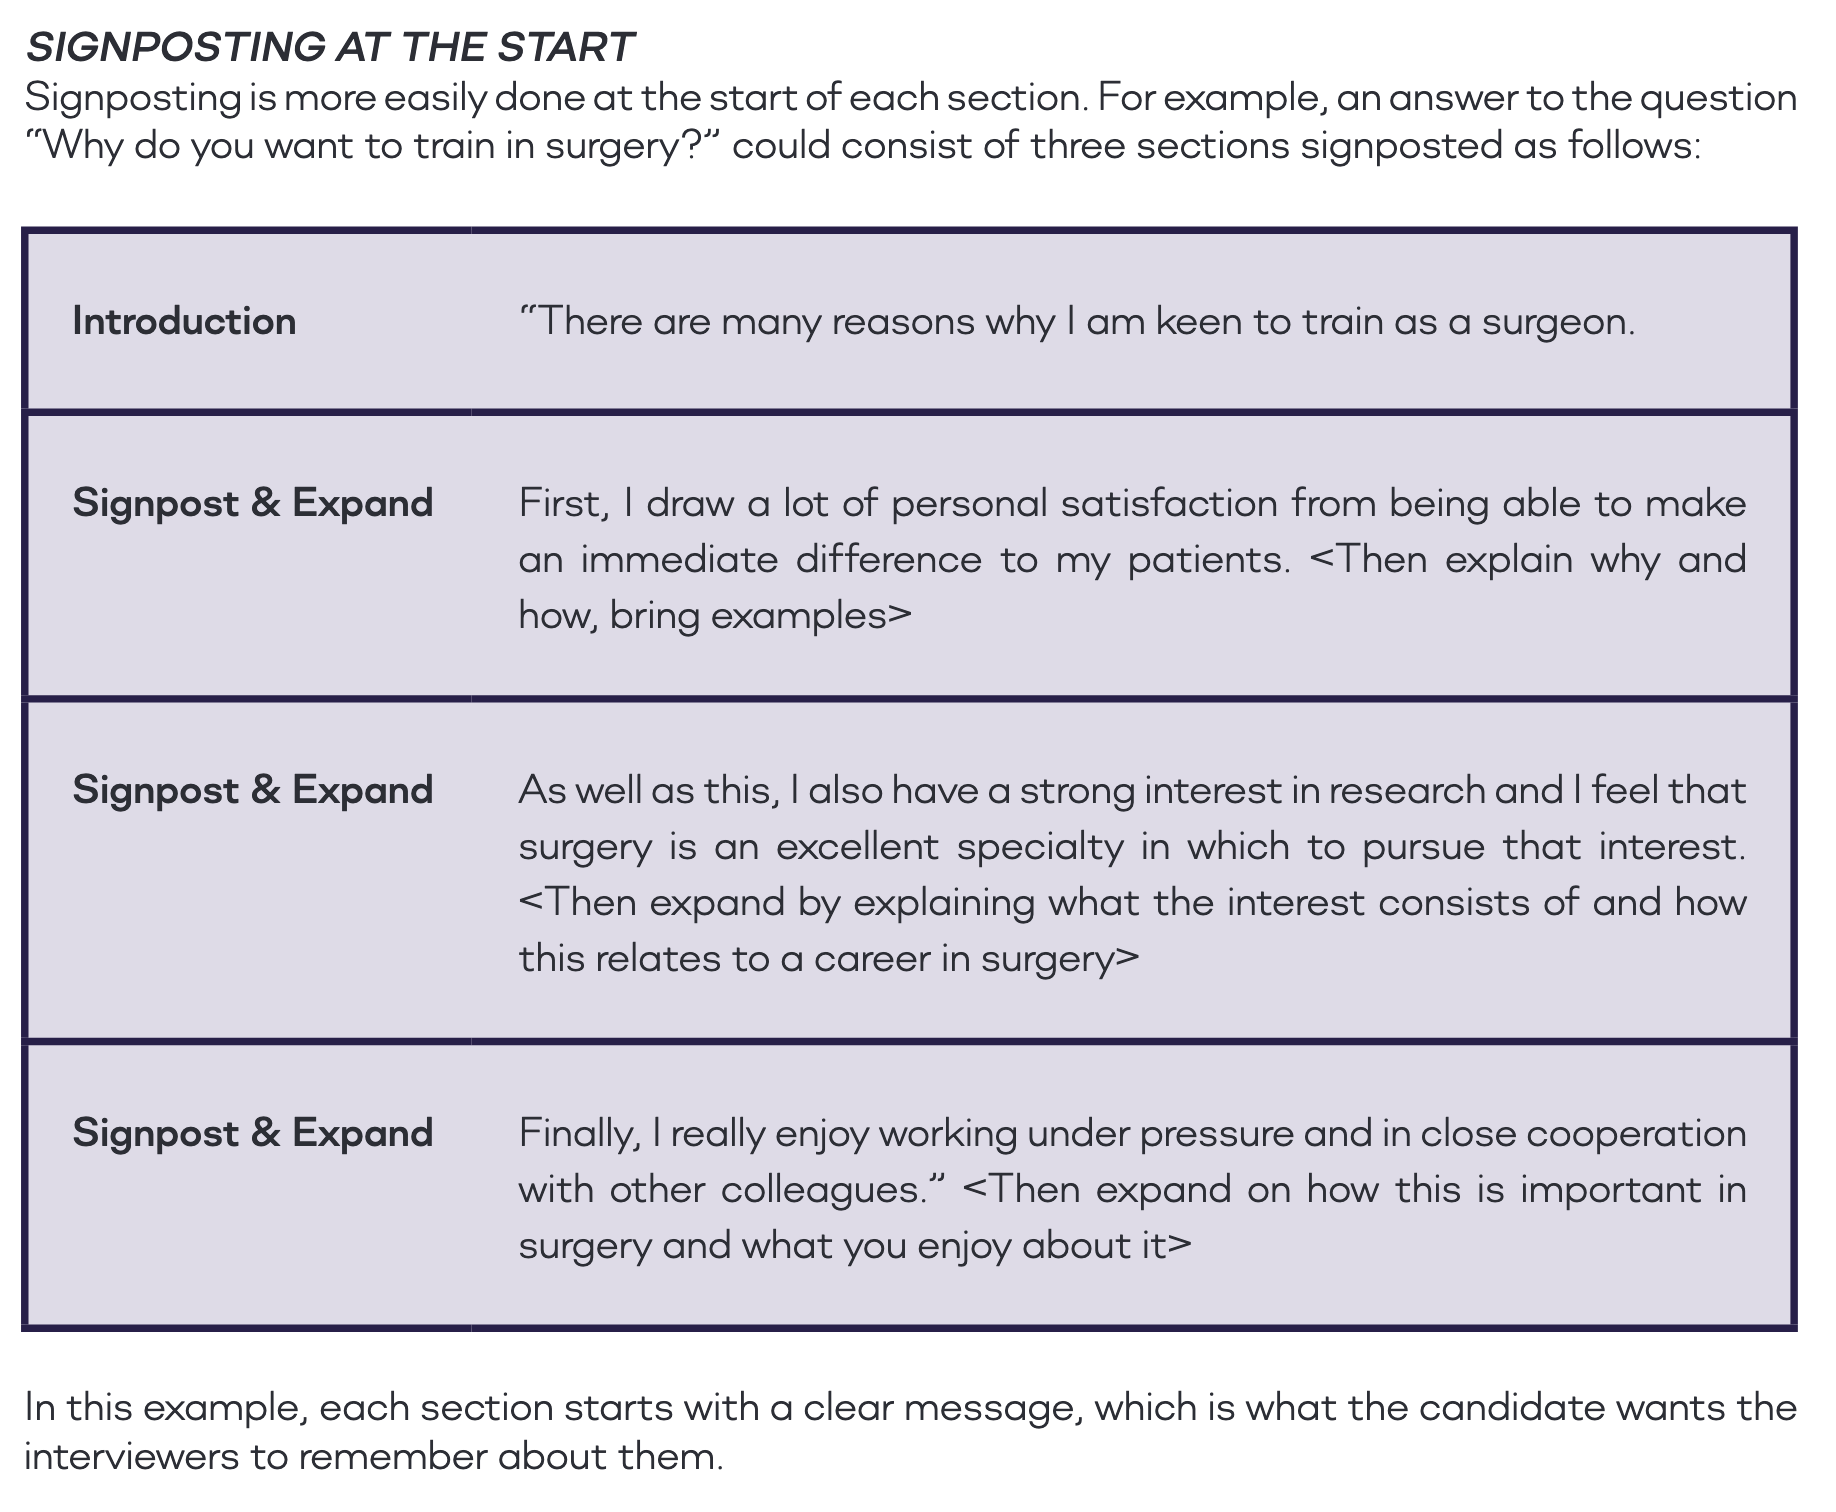 SIGNPOSTING AT THE START
Signposting is more easily done at the start of each section. For example, an answer to the question
“Why do you want to train in surgery?” could consist of three sections signposted as follows:
Introduction
“There are many reasons why I am keen to train as a surgeon.
Signpost & Expand
First, I draw a lot of personal satisfaction from being able to make
an immediate difference to my patients. <Then explain why and
how, bring examples>
Signpost & Expand
As well as this, I also have a strong interest in research and I feel that
surgery is an excellent specialty in which to pursue that interest.
<Then expand by explaining what the interest consists of and how
this relates to a career in surgery>
Signpost & Expand
Finally, I really enjoy working under pressure and in close cooperation
with other colleagues.” <Then expand on how this is important in
surgery and what you enjoy about it>
In this example, each section starts with a clear message, which is what the candidate wants the
interviewers to remember about them.